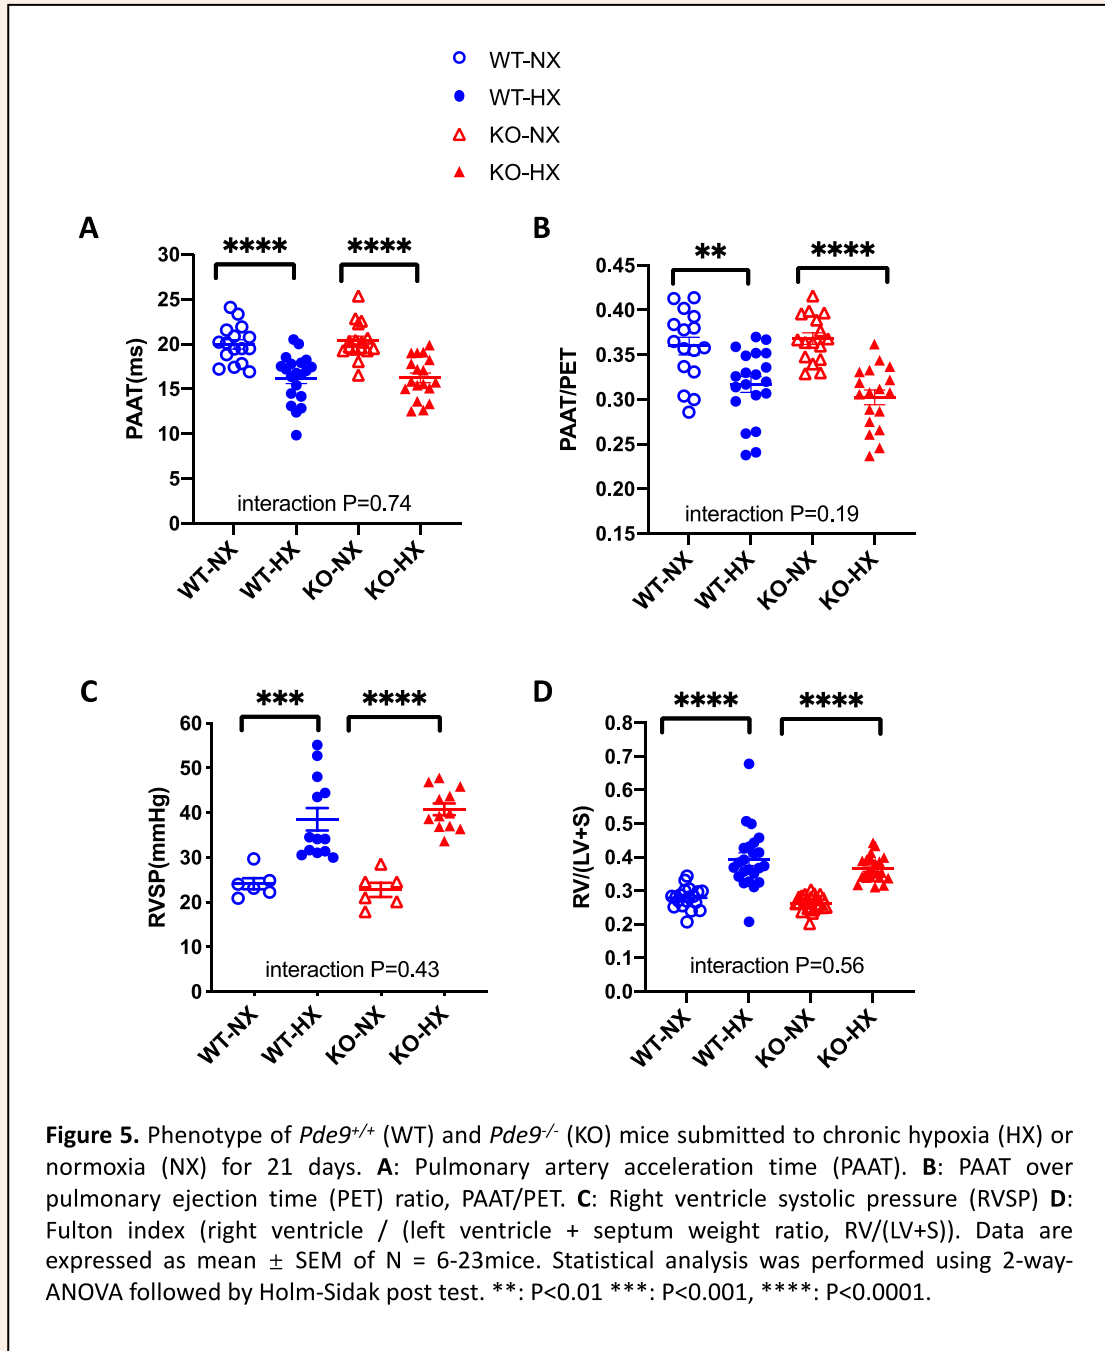 WT-NX
WT-HX
KO-NX
KO-HX
A
****
****
PAAT(ms)
30
25
20
15
10
5
0
interaction P=0.74
WT-NX
WT-HX
KO-NX
KO-HX
B
**
****
PAAT/PET
0.45
0.40
0.35
0.30
0.25
0.20
0.15
interaction P=0.19
WT-NX
WT-HX
KO-NX
KO-HX
C
***
****
RVSP(mmHg)
60
50
40
30
20
10
0
interaction P=0.43
WT-NX
WT-HX
KO-NX
KO-HX
D
****
****
RV/(LV+S)
0.8
0.7
0.6
0.5
0.4
0.3
0.2
0.1
0.0
interaction P=0.56
WT-NX
WT-HX
KO-NX
KO-HX
Figure 5. Phenotype of Pde9+/+ (WT) and Pde9-/- (KO) mice submitted to chronic hypoxia (HX) or
normoxia (NX) for 21 days. A: Pulmonary artery acceleration time (PAAT). B: PAAT over
pulmonary ejection time (PET) ratio, PAAT/PET. C: Right ventricle systolic pressure (RVSP) D:
Fulton index (right ventricle / (left ventricle + septum weight ratio, RV/(LV+S)). Data are
expressed as mean ± SEM of N = 6-23mice. Statistical analysis was performed using 2-way-
ANOVA followed by Holm-Sidak post test. **: P<0.01 ***: P<0.001, ****: P<0.0001.